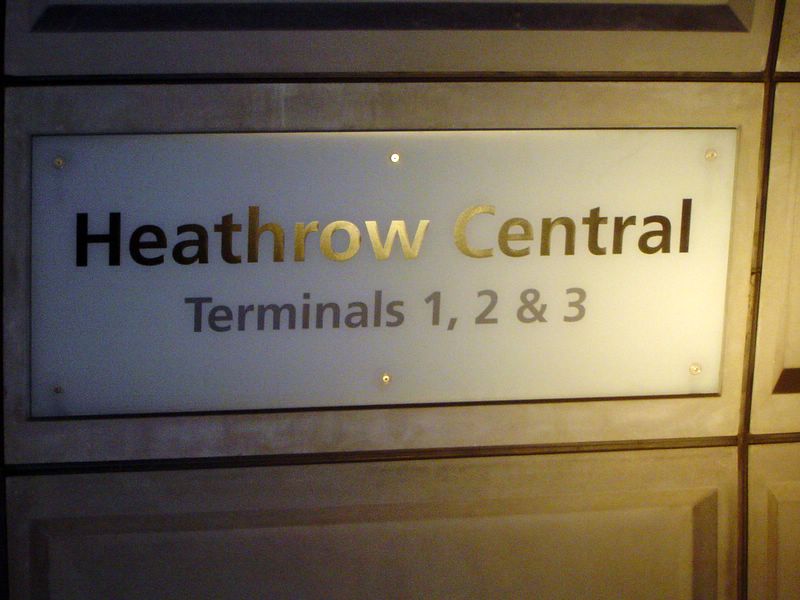 Heathrow Central
Terminals 1, 2 & 3